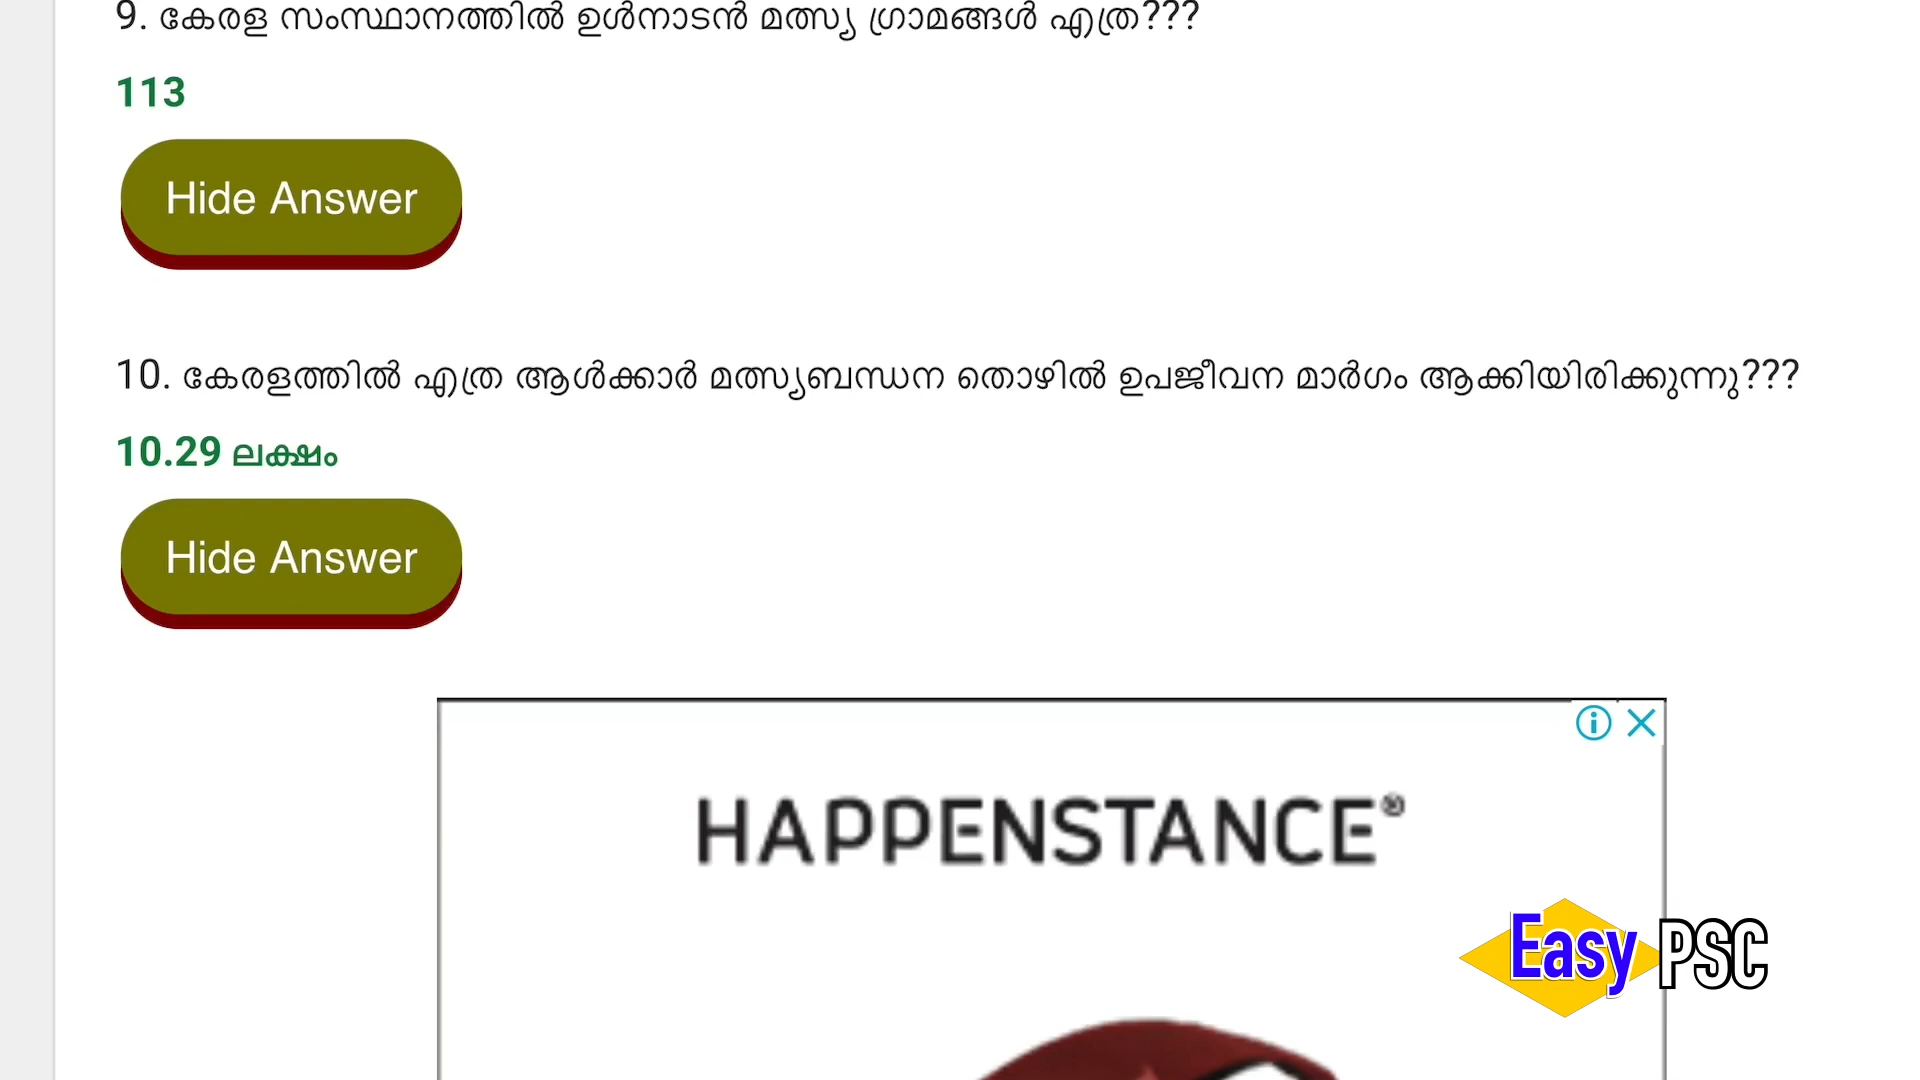 9. കേരള സംസ്ഥാനത്തിൽ ഉൾനാടൻ മത്സ്യ ഗ്രാമങ്ങൾ എത്ര???
113
Hide Answer
10. കേരളത്തിൽ എത്ര ആൾക്കാർ മത്സ്യബന്ധന തൊഴിൽ ഉപജീവന മാർഗം ആക്കിയിരിക്കുന്നു???
10.29 ലക്ഷം
Hide Answer
HAPPENSTANCE®
Easy PSC